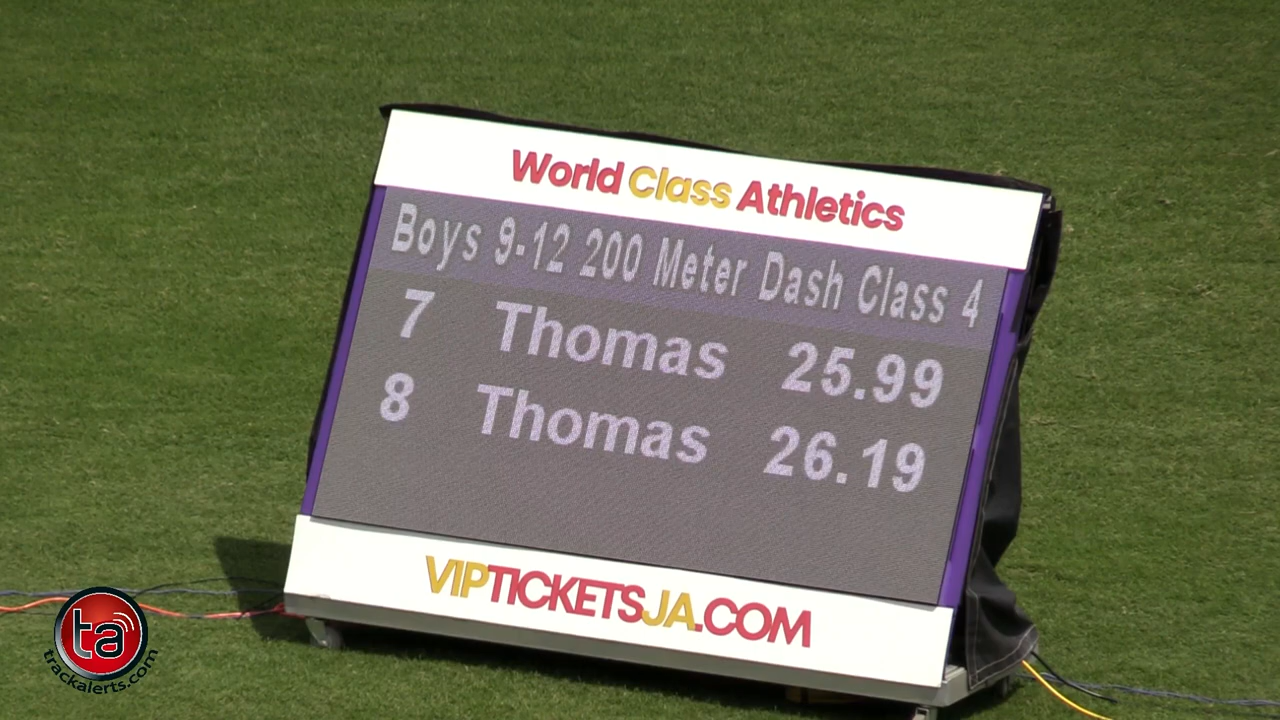 World Class Athletics
Boys 9-12 200 Meter Dash Class 4
7 Thomas 25.99
8 Thomas 26.19
VIPTICKETSJA.COM
ta
trackalerts.com